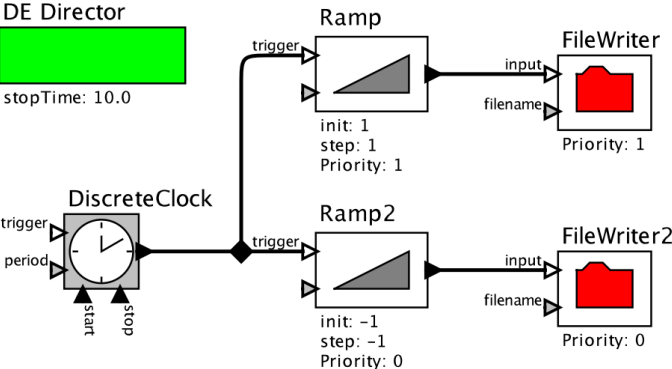 DE Director
stopTime: 10.0
Ramp
trigger
init: 1
step: 1
Priority: 1
FileWriter
input
filename
Priority: 1
DiscreteClock
trigger
period
start
stop
Ramp2
trigger
init: -1
step: -1
Priority: 0
FileWriter2
input
filename
Priority: 0